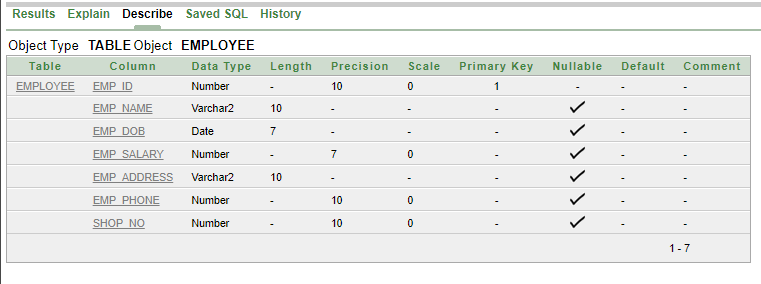 Results Explain Describe Saved SQL History
Object Type TABLE Object EMPLOYEE
Table Column Data Type Length Precision Scale Primary Key Nullable Default Comment
EMPLOYEE EMP_ID Number - 10 0 1 - - -
EMP_NAME Varchar2 10 - - - ✓ - -
EMP_DOB Date 7 - - - ✓ - -
EMP_SALARY Number - 7 0 - ✓ - -
EMP_ADDRESS Varchar2 10 - - - ✓ - -
EMP_PHONE Number - 10 0 - ✓ - -
SHOP_NO Number - 10 0 - ✓ - -
1 - 7